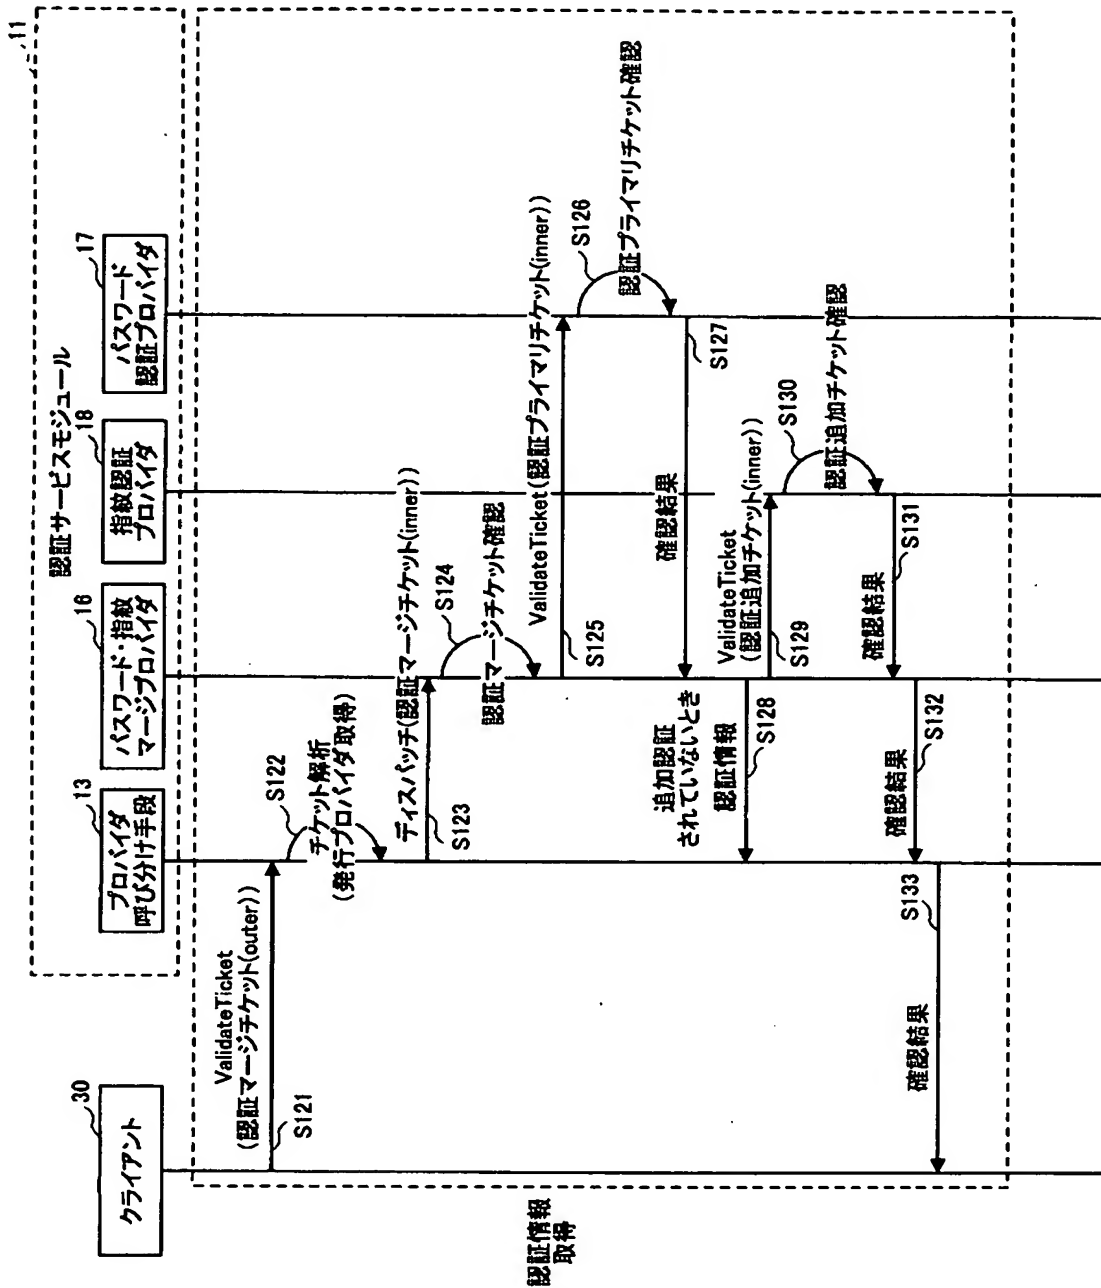 11
認証サービスモジュール
30
クライアント
13
プロバイダ
呼び分け手段
16
パスワード・指紋
マージプロバイダ
18
指紋認証
プロバイダ
17
パスワード
認証プロバイダ
認証情報
取得
ValidateTicket
(認証マージチケット(outer))
S121
S122
チケット解析
(発行プロバイダ取得)
ディスパッチ(認証マージチケット(inner))
S123
S124
認証マージチケット確認
ValidateTicket(認証プライマリチケット(inner))
S125
S126
認証プライマリチケット確認
確認結果
S127
追加認証
されていないとき
認証情報
S128
ValidateTicket
(認証追加チケット(inner))
S129
S130
認証追加チケット確認
確認結果
S131
確認結果
S132
確認結果
S133